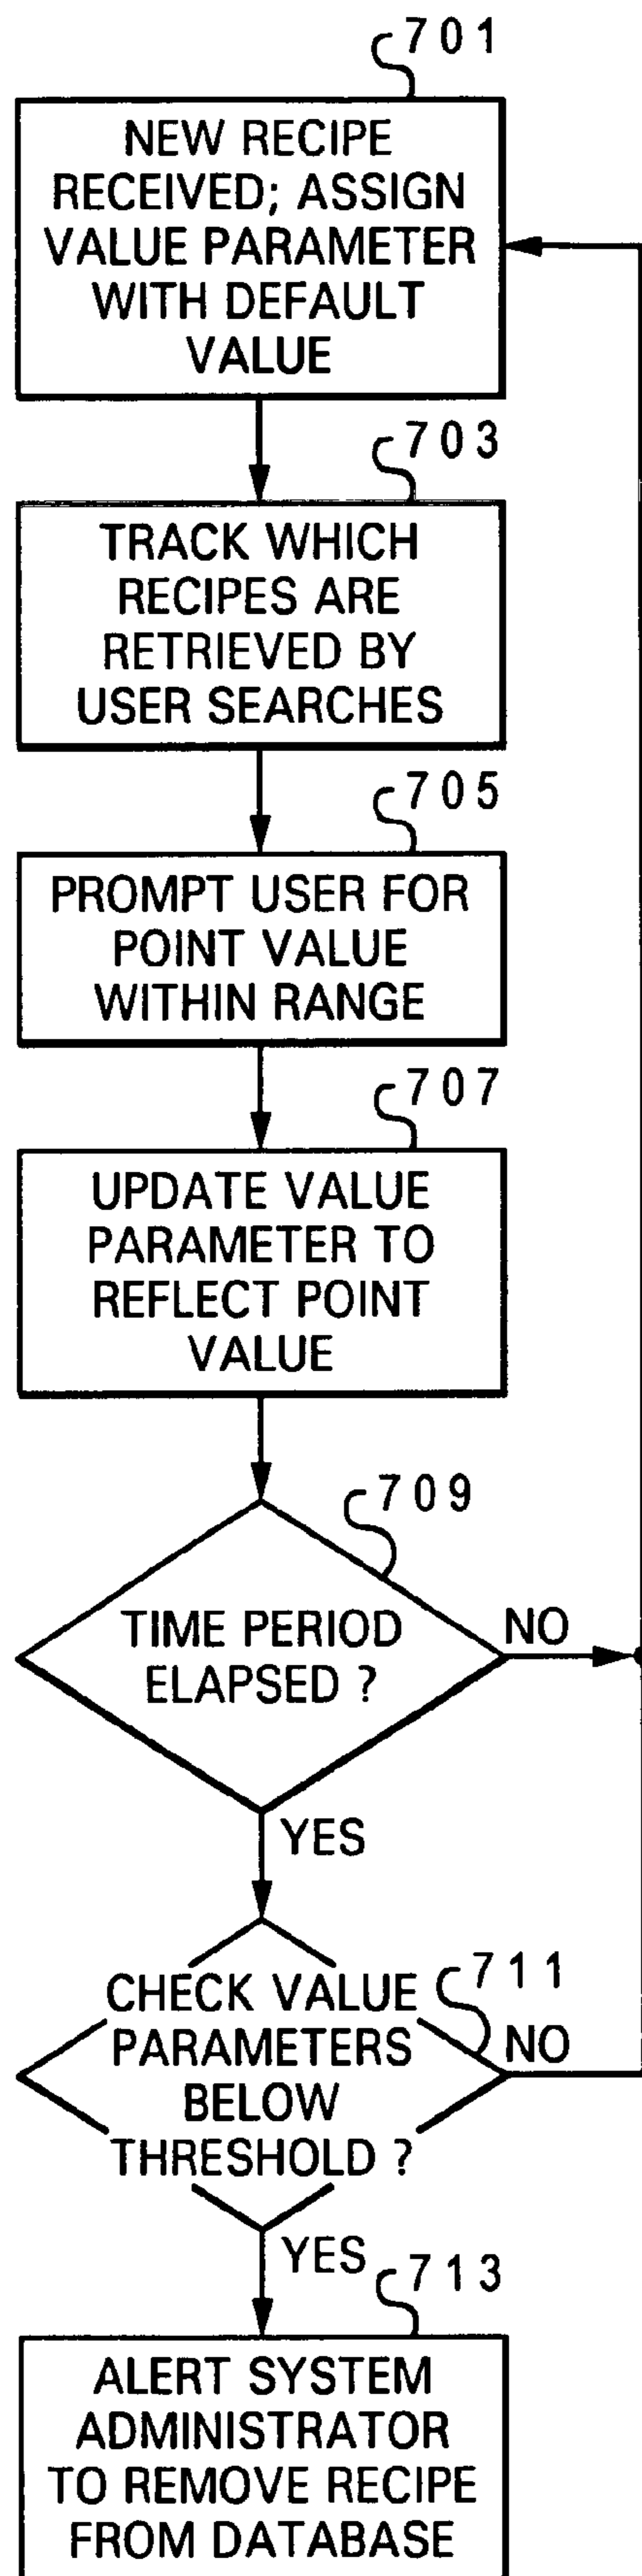 701
NEW RECIPE
RECEIVED; ASSIGN
VALUE PARAMETER
WITH DEFAULT
VALUE
703
TRACK WHICH
RECIPES ARE
RETRIEVED BY
USER SEARCHES
705
PROMPT USER FOR
POINT VALUE
WITHIN RANGE
707
UPDATE VALUE
PARAMETER TO
REFLECT POINT
VALUE
709
TIME PERIOD
ELAPSED ?
NO
YES
711
CHECK VALUE
PARAMETERS
BELOW
THRESHOLD ?
NO
YES
713
ALERT SYSTEM
ADMINISTRATOR
TO REMOVE RECIPE
FROM DATABASE